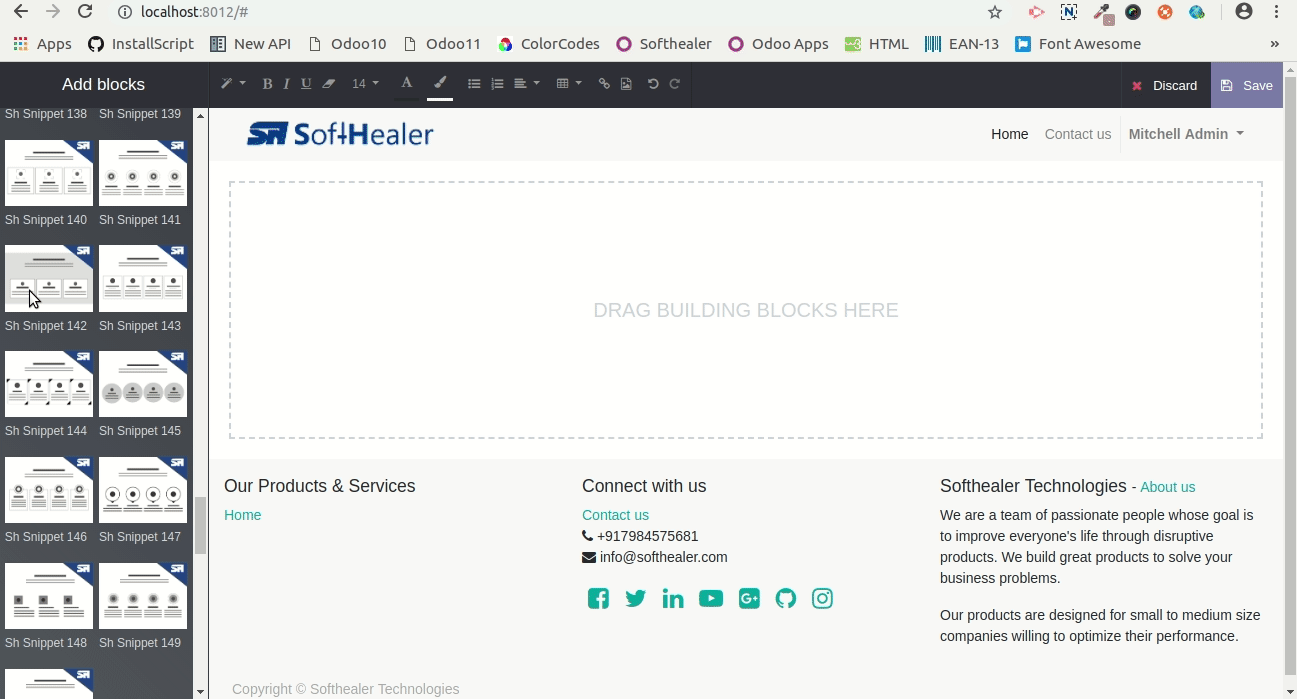 localhost:8012/#
Apps InstallScript New API Odoo10 Odoo11 ColorCodes Softhealer Odoo Apps HTML EAN-13 Font Awesome »
Add blocks B I U 14 A Discard Save
Sh Snippet 138 Sh Snippet 139
SoftHealer Home Contact us Mitchell Admin
Sh Snippet 140 Sh Snippet 141
Sh Snippet 142 Sh Snippet 143
Sh Snippet 144 Sh Snippet 145
Sh Snippet 146 Sh Snippet 147
Sh Snippet 148 Sh Snippet 149
DRAG BUILDING BLOCKS HERE
Our Products & Services
Home
Connect with us
Contact us
+917984575681
info@softhealer.com
Softhealer Technologies - About us
We are a team of passionate people whose goal is
to improve everyone's life through disruptive
products. We build great products to solve your
business problems.
Our products are designed for small to medium size
companies willing to optimize their performance.
Copyright © Softhealer Technologies